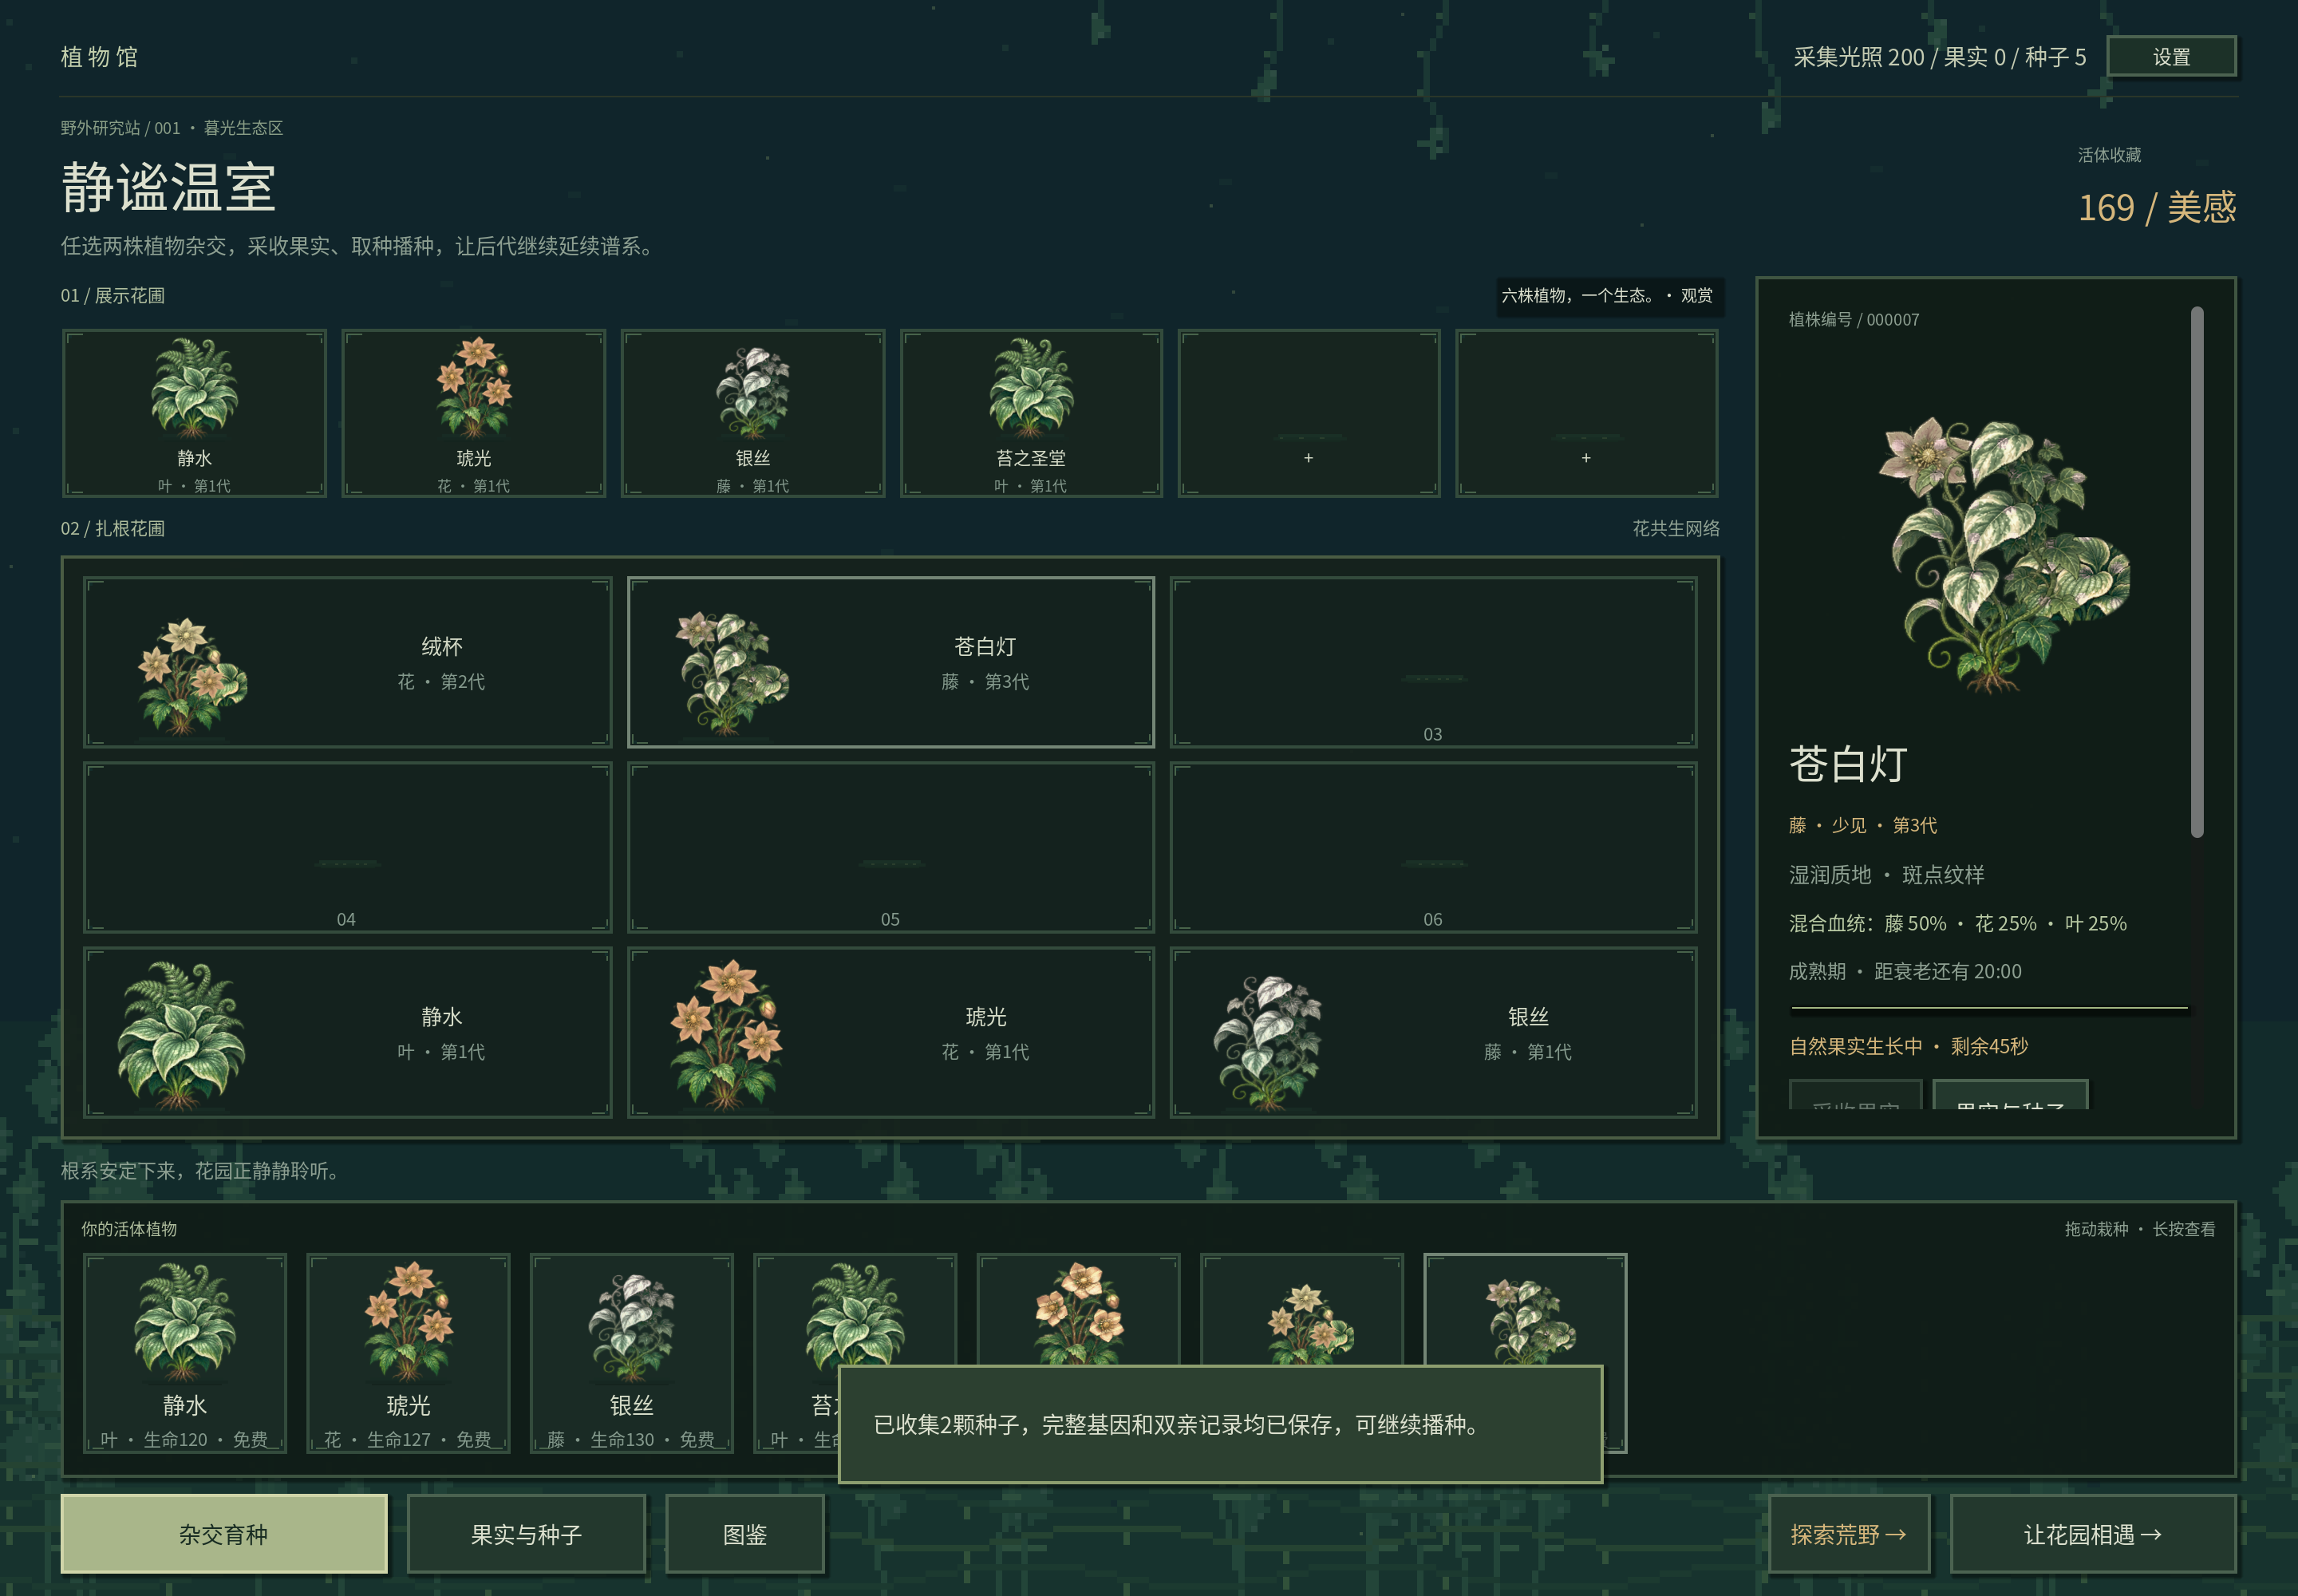 植物馆
采集光照 200 / 果实 0 / 种子 5
设置
野外研究站 / 001 · 暮光生态区
静谧温室
任选两株植物杂交，采收果实、取种播种，让后代继续延续谱系。
活体收藏
169 / 美感
01 / 展示花圃
六株植物，一个生态。 · 观赏
静水
叶 · 第1代
琥光
花 · 第1代
银丝
藤 · 第1代
苔之圣堂
叶 · 第1代
+
+
02 / 扎根花圃
花共生网络
绒杯
花 · 第2代
苍白灯
藤 · 第3代
03
04
05
06
静水
叶 · 第1代
琥光
花 · 第1代
银丝
藤 · 第1代
植株编号 / 000007
苍白灯
藤 · 少见 · 第3代
湿润质地 · 斑点纹样
混合血统：藤 50% · 花 25% · 叶 25%
成熟期 · 距衰老还有 20:00
自然果实生长中 · 剩余45秒
采收果实
果实与种子
根系安定下来，花园正静静聆听。
你的活体植物
拖动栽种 · 长按查看
静水
叶 · 生命120 · 免费
琥光
花 · 生命127 · 免费
银丝
藤 · 生命130 · 免费
苔
叶 · 生
已收集2颗种子，完整基因和双亲记录均已保存，可继续播种。
杂交育种
果实与种子
图鉴
探索荒野 →
让花园相遇 →